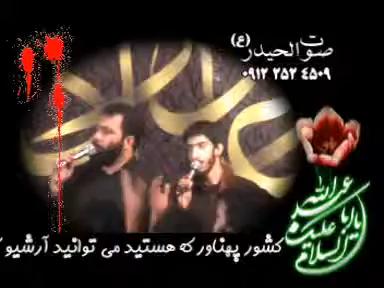 صوت الحیدر (ع)
۰۹۱۲ ۲۵۲ ۴۵۰۹
السلام علیک یا اباعبدالله
کشور پهناور که هستید می توانید آرشیو